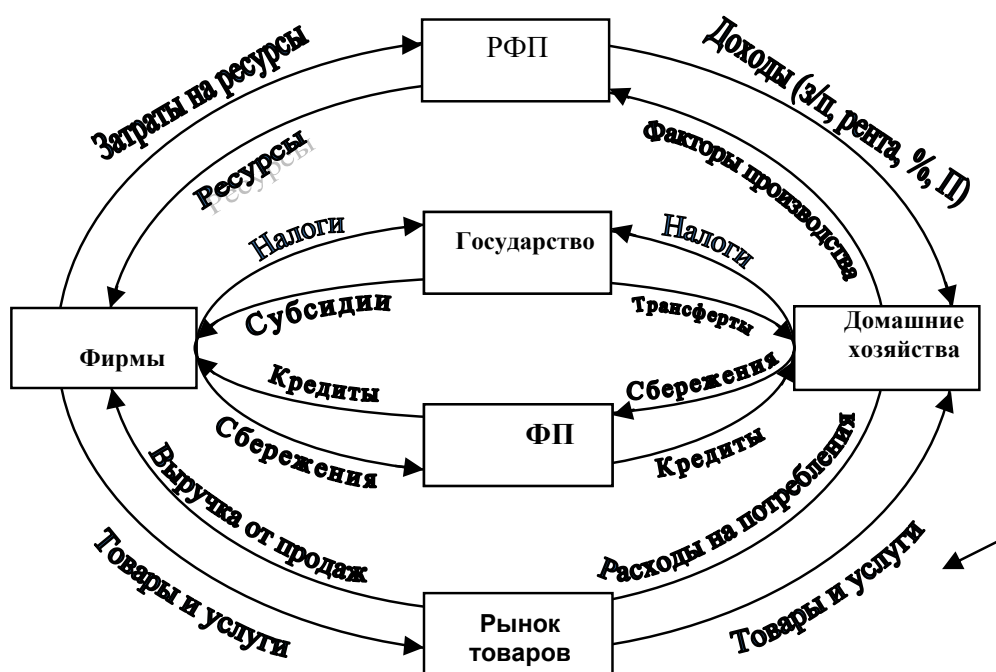 РФП
Затраты на ресурсы
Доходы (з/п, рента, %, П)
Ресурсы
Факторы производства
Налоги
Государство
Налоги
Субсидии
Трансферты
Фирмы
Домашние
хозяйства
Кредиты
Сбережения
ФП
Сбережения
Кредиты
Выручка от продаж
Расходы на потребления
Товары и услуги
Товары и услуги
Рынок
товаров